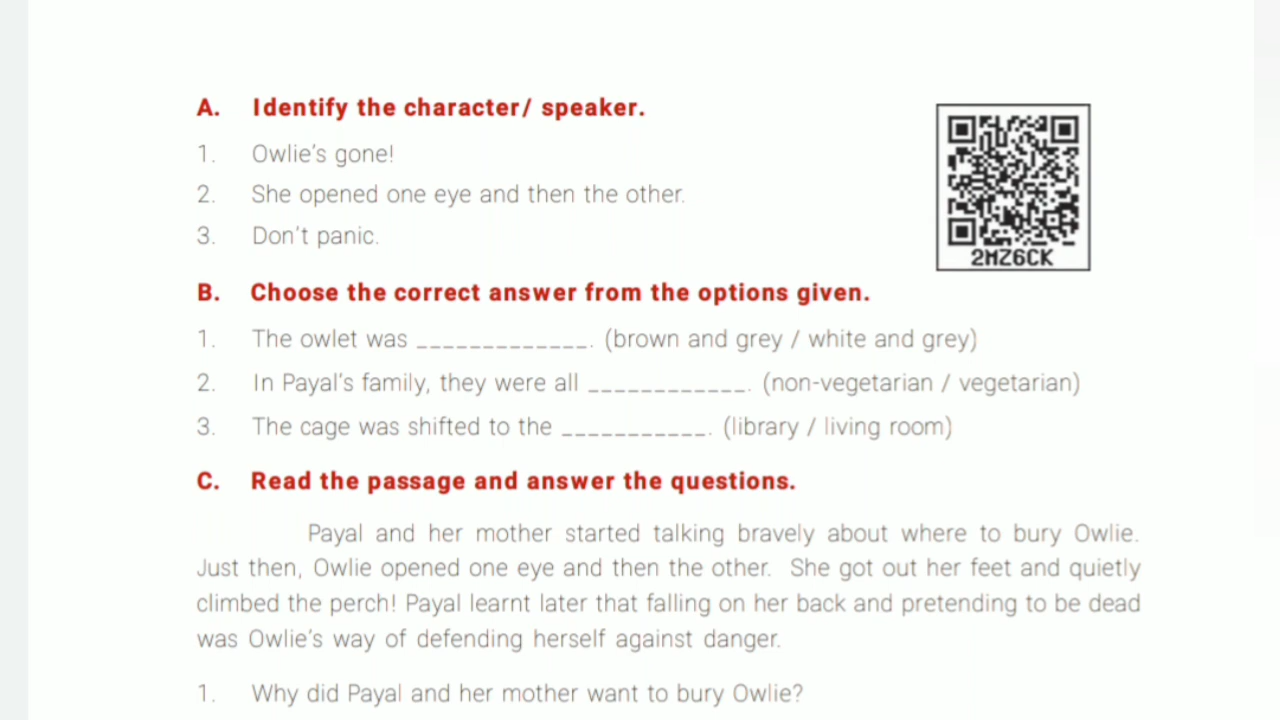 A. Identify the character/ speaker.
1. Owlie's gone!
2. She opened one eye and then the other.
3. Don't panic.
2MZ6CK
B. Choose the correct answer from the options given.
1. The owlet was _____________. (brown and grey / white and grey)
2. In Payal's family, they were all ____________. (non-vegetarian / vegetarian)
3. The cage was shifted to the ___________. (library / living room)
C. Read the passage and answer the questions.
Payal and her mother started talking bravely about where to bury Owlie.
Just then, Owlie opened one eye and then the other. She got out her feet and quietly
climbed the perch! Payal learnt later that falling on her back and pretending to be dead
was Owlie's way of defending herself against danger.
1. Why did Payal and her mother want to bury Owlie?